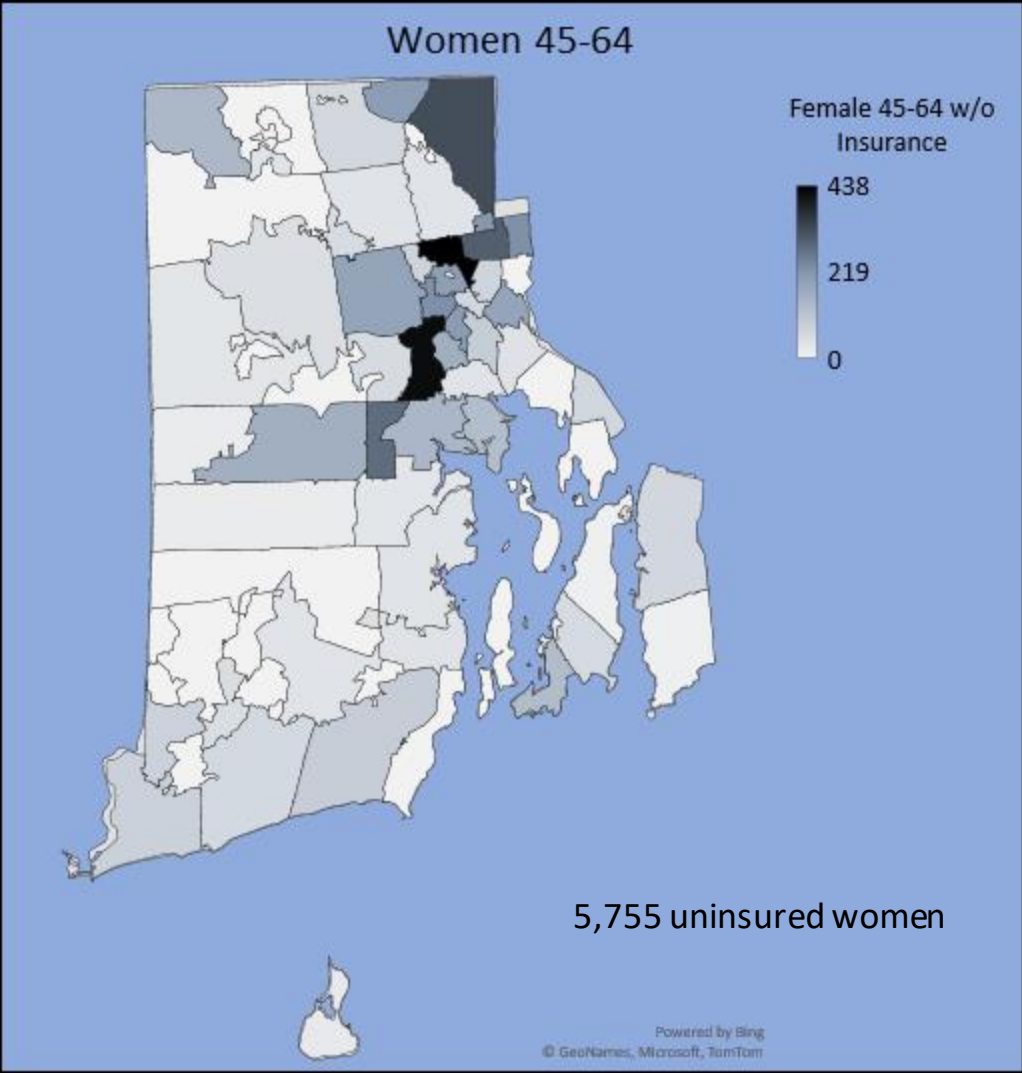 Women 45-64
Female 45-64 w/o
Insurance
438
219
0
5,755 uninsured women
Powered by Bing
© GeoNames, Microsoft, TomTom